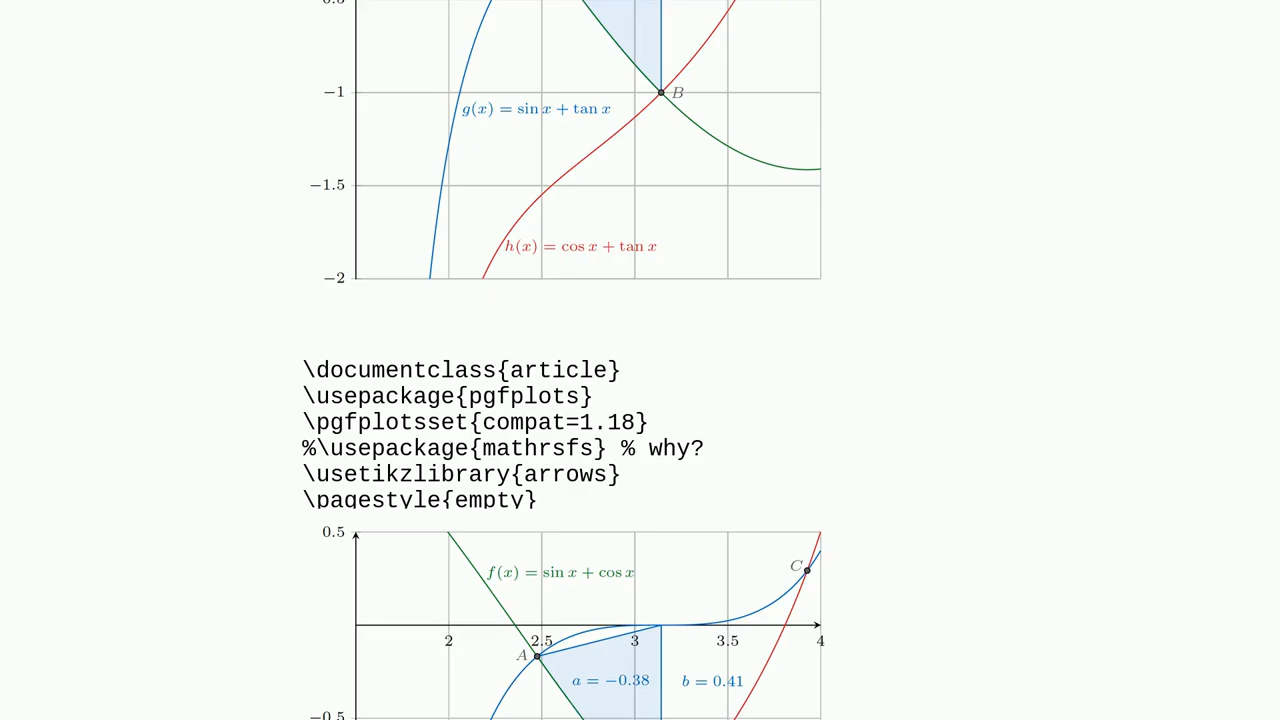 −1
B
g(x) = sin x + tan x
−1.5
h(x) = cos x + tan x
−2
\documentclass{article}
\usepackage{pgfplots}
\pgfplotsset{compat=1.18}
%\usepackage{mathrsfs} % why?
\usetikzlibrary{arrows}
\pagestyle{empty}
0.5
C
f(x) = sin x + cos x
2 2.5 3 3.5 4
A
a = −0.38 b = 0.41
−0.5